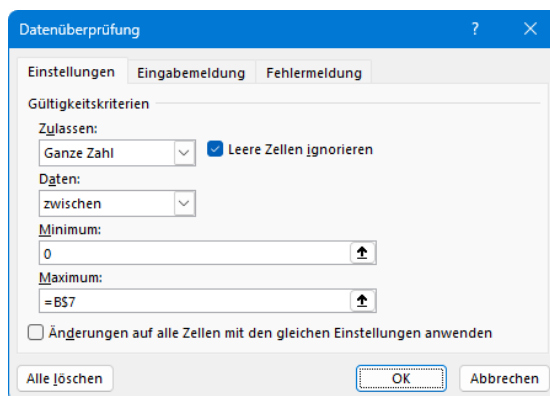 Datenüberprüfung ?
Einstellungen Eingabemeldung Fehlermeldung
Gültigkeitskriterien
Zulassen:
Ganze Zahl Leere Zellen ignorieren
Daten:
zwischen
Minimum:
0
Maximum:
=B$7
Änderungen auf alle Zellen mit den gleichen Einstellungen anwenden
Alle löschen OK Abbrechen